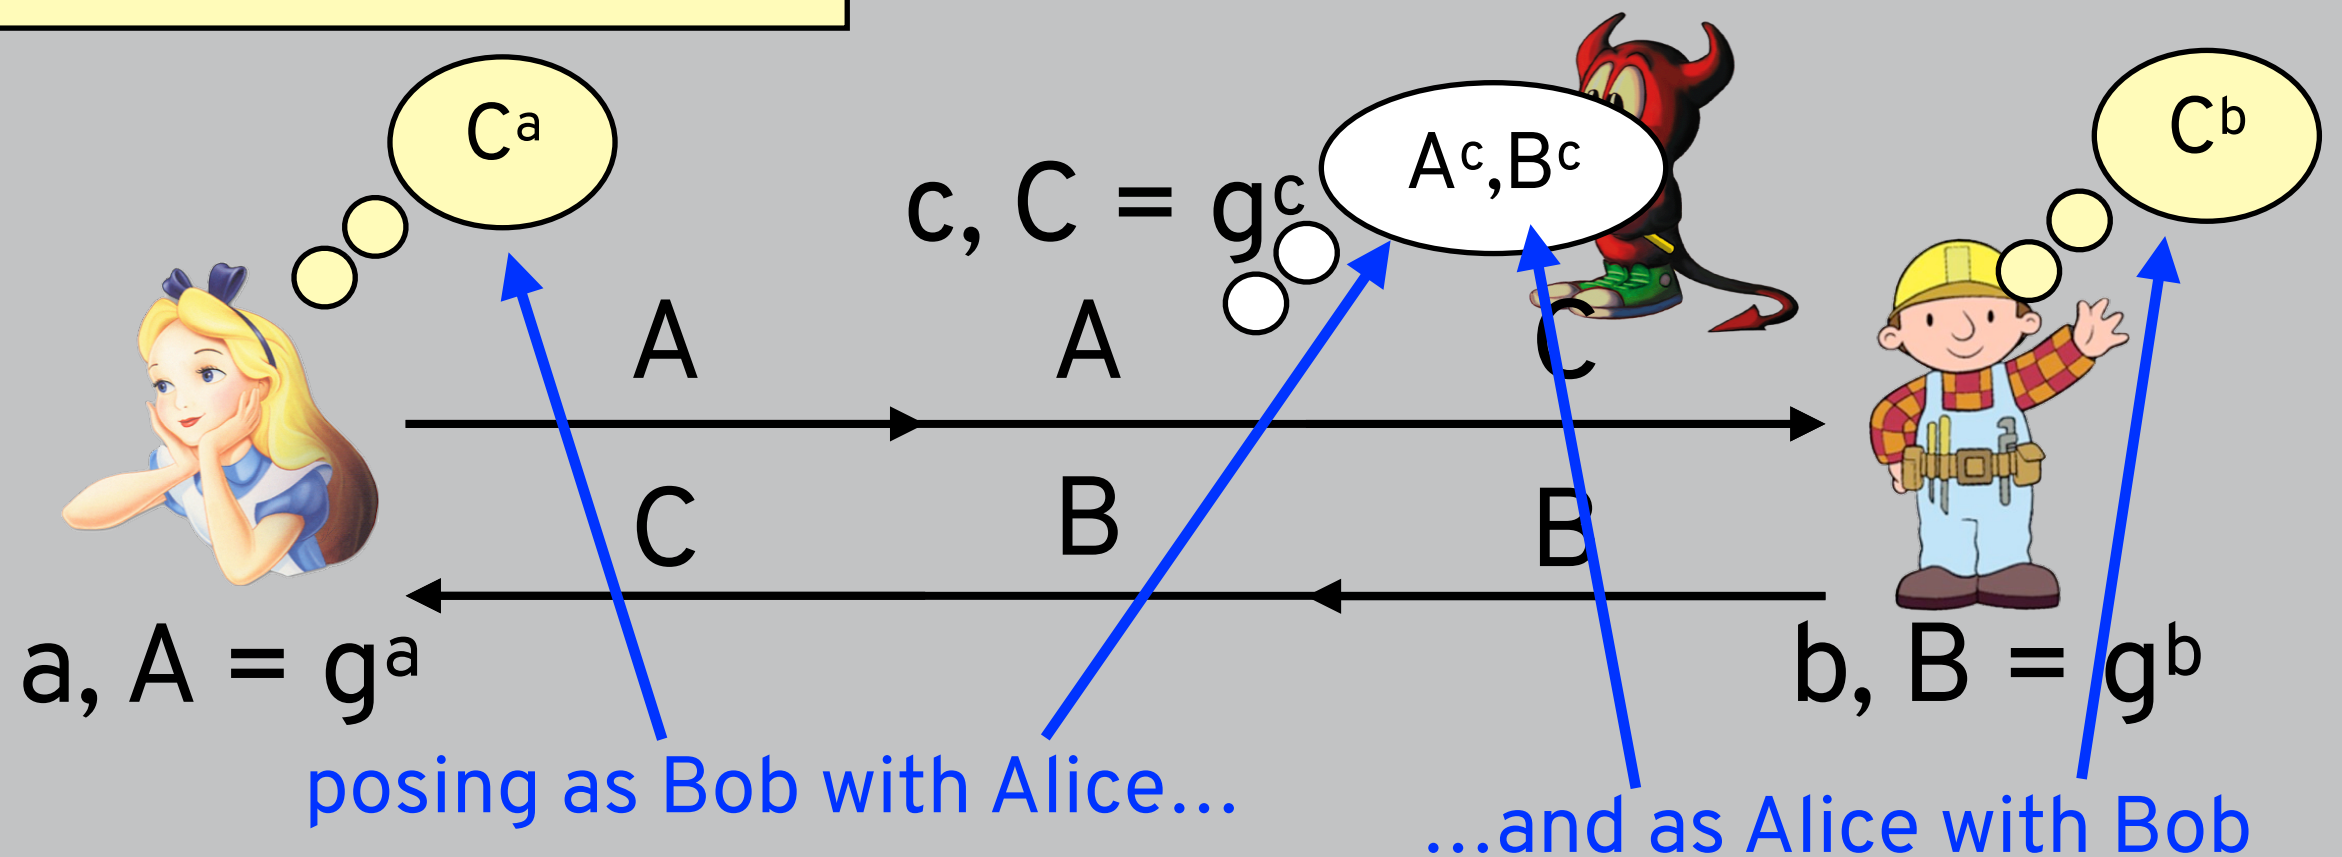 Cᵃ
Aᶜ,Bᶜ
Cᵇ
c, C = gᶜ
A A C
C B B
a, A = gᵃ
b, B = gᵇ
posing as Bob with Alice...
...and as Alice with Bob